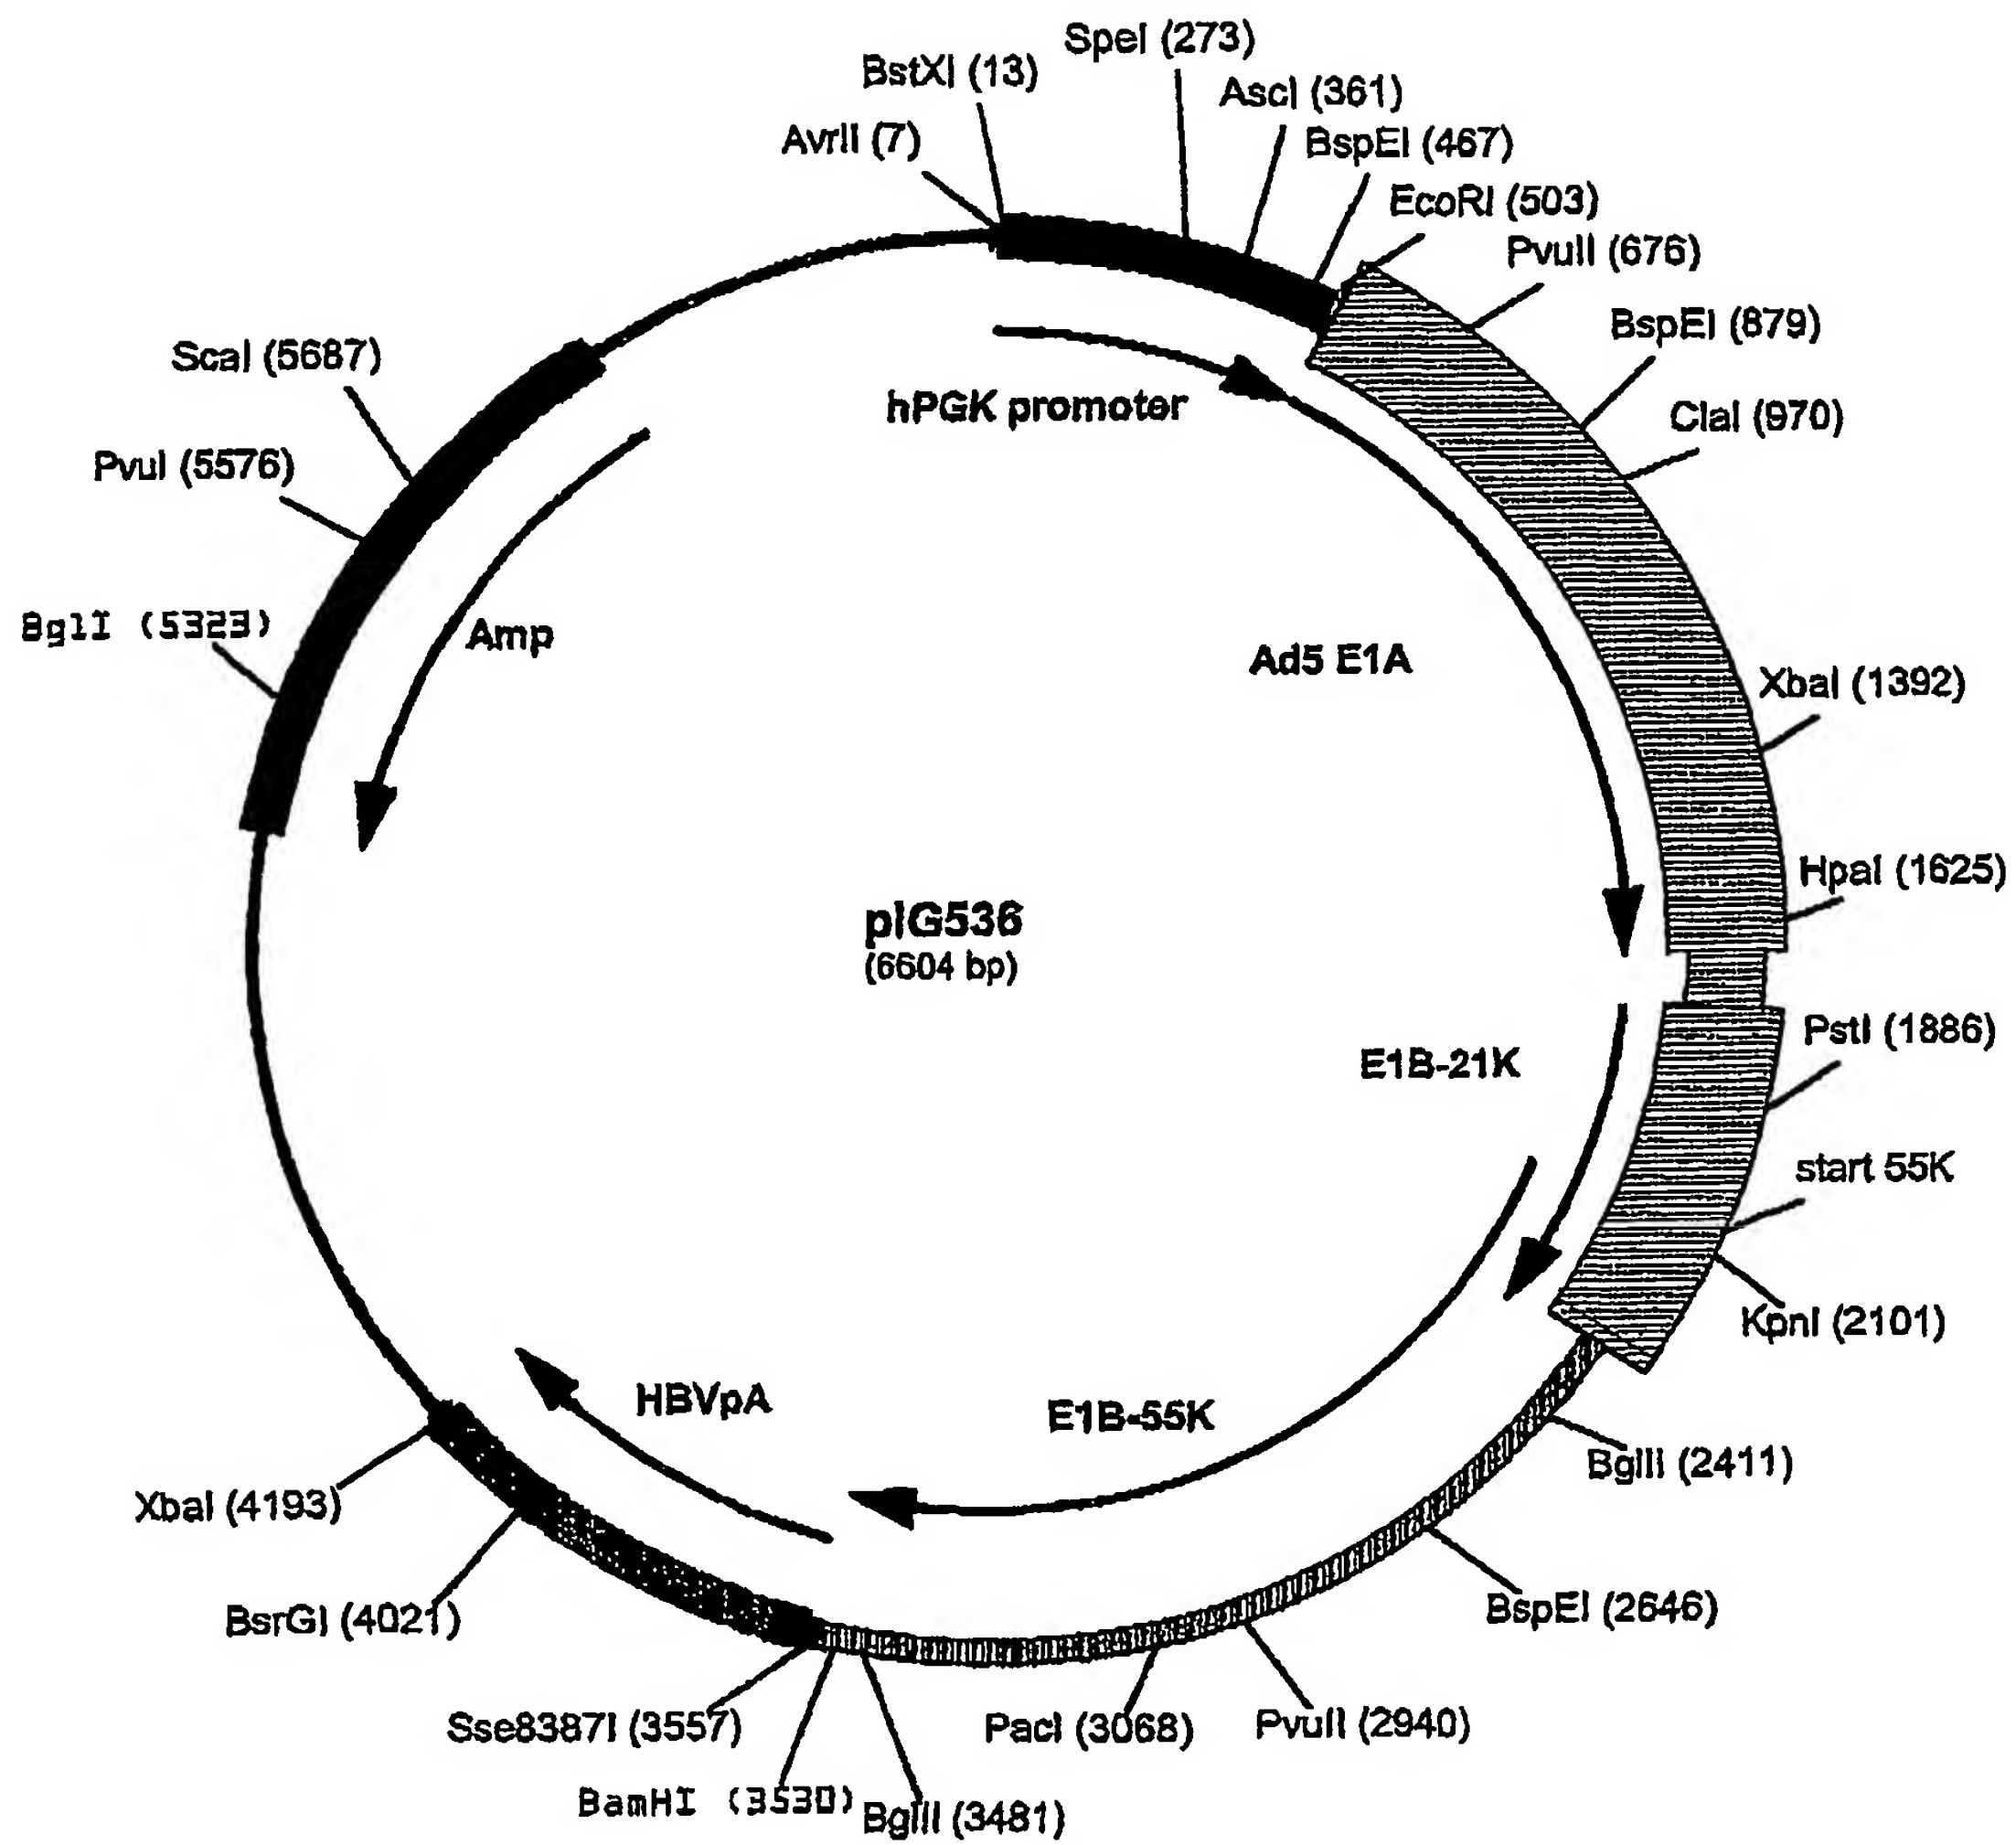 SpeI (273)
BstXI (13)
AscI (361)
AvrII (7)
BspEI (467)
EcoRI (503)
PvuII (676)
BspEI (879)
ScaI (5687)
hPGK promoter
ClaI (970)
PvuI (5576)
BglI (5323)
Amp
Ad5 E1A
XbaI (1392)
HpaI (1625)
pIG536
(6604 bp)
PstI (1886)
E1B-21K
start 55K
KpnI (2101)
HBVpA
E1B-55K
BglII (2411)
XbaI (4193)
BspEI (2646)
BsrGI (4021)
Sse8387I (3557)
PacI (3068)
PvuII (2940)
BamHI (3530)
BglII (3481)